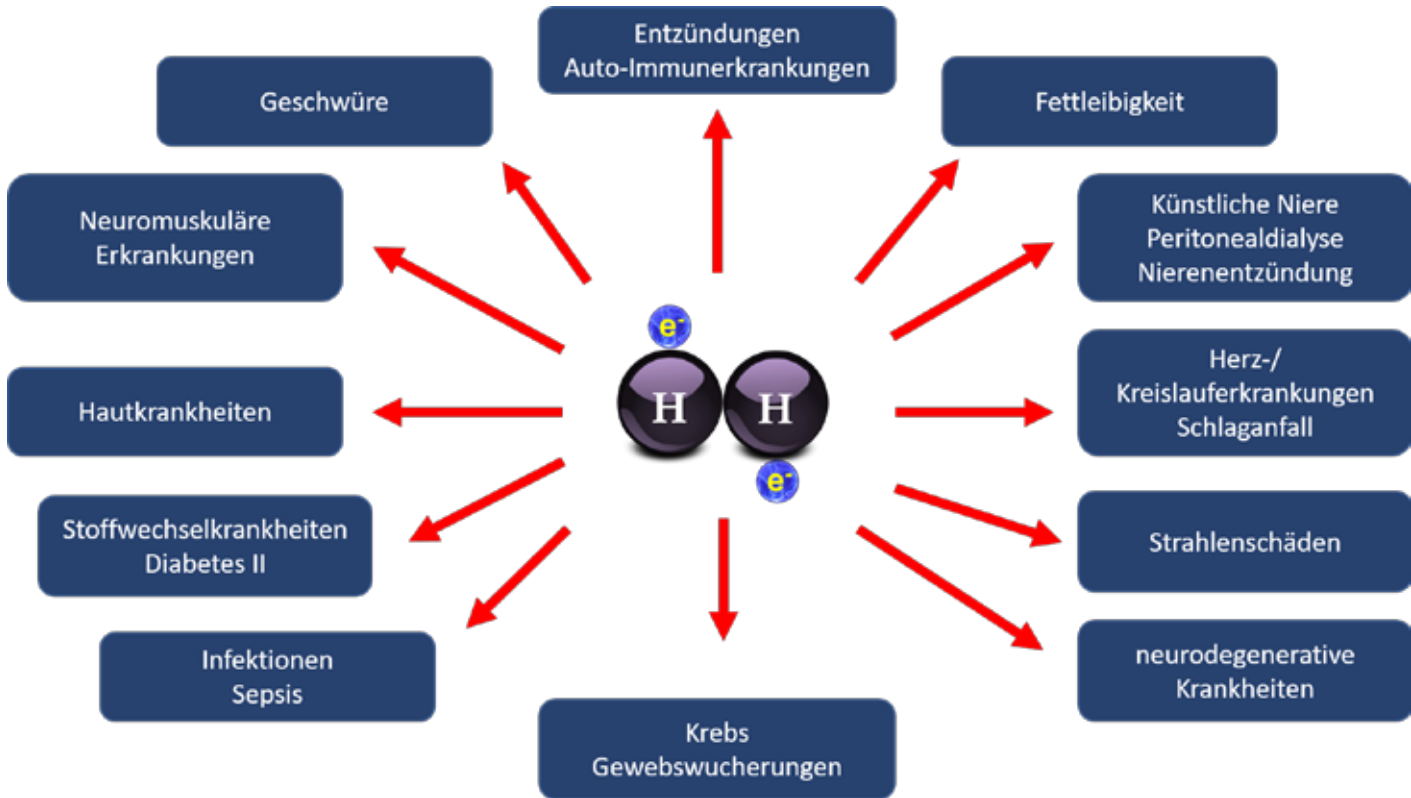 Entzündungen
Auto-Immunerkrankungen
Geschwüre
Fettleibigkeit
Neuromuskuläre
Erkrankungen
Künstliche Niere
Peritonealdialyse
Nierenentzündung
e-
H H
e-
Hautkrankheiten
Herz-/
Kreislauferkrankungen
Schlaganfall
Stoffwechselkrankheiten
Diabetes II
Strahlenschäden
Infektionen
Sepsis
neurodegenerative
Krankheiten
Krebs
Gewebswucherungen